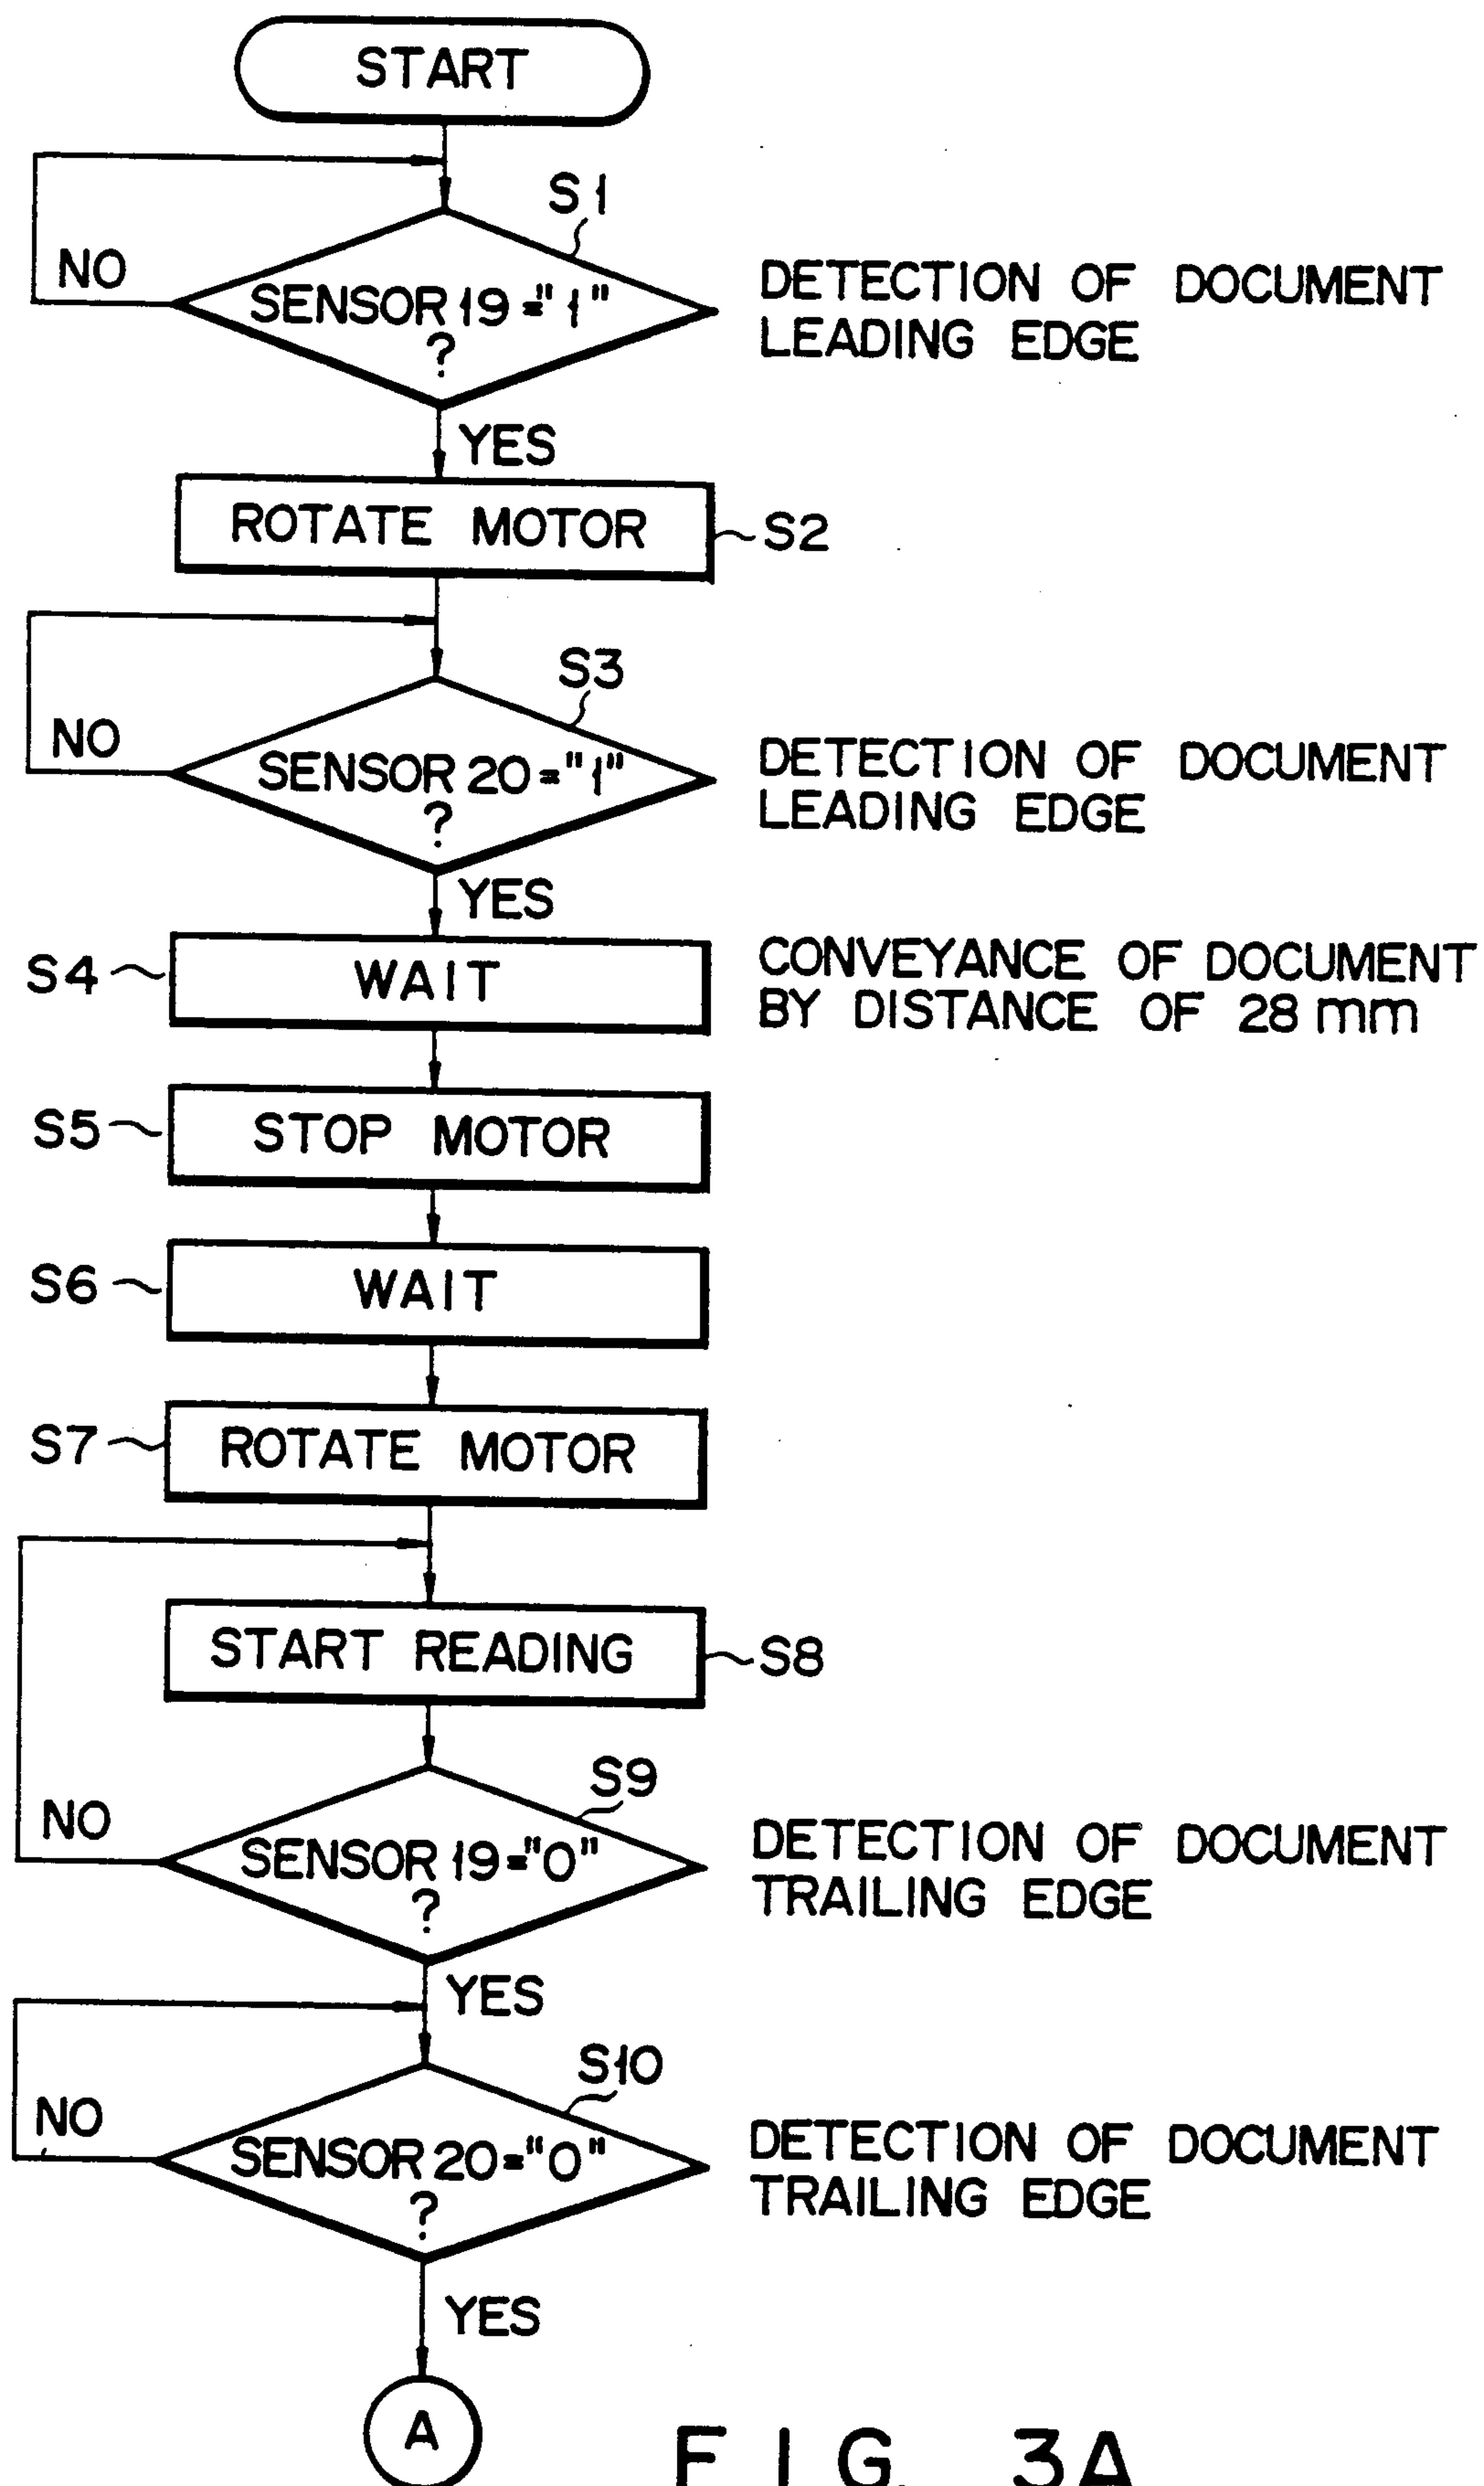 START
S1
NO
SENSOR 19="1"
?
DETECTION OF DOCUMENT
LEADING EDGE
YES
ROTATE MOTOR
S2
S3
NO
SENSOR 20="1"
?
DETECTION OF DOCUMENT
LEADING EDGE
YES
S4
WAIT
CONVEYANCE OF DOCUMENT
BY DISTANCE OF 28 mm
S5
STOP MOTOR
S6
WAIT
S7
ROTATE MOTOR
START READING
S8
S9
NO
SENSOR 19="0"
?
DETECTION OF DOCUMENT
TRAILING EDGE
YES
S10
NO
SENSOR 20="0"
?
DETECTION OF DOCUMENT
TRAILING EDGE
YES
A
FIG. 3A